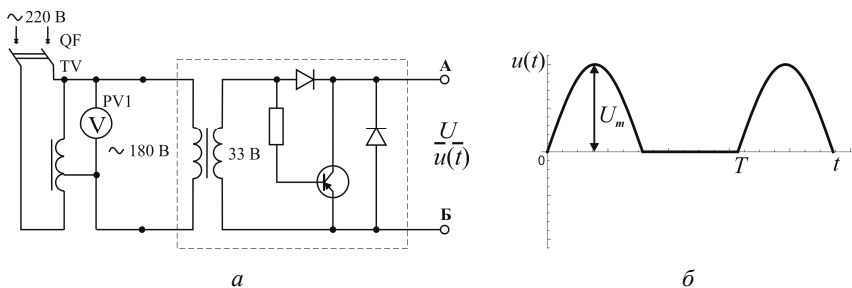 ~ 220 В
QF
TV
PV1
V
~ 180 В
33 В
А
U
u(t)
Б
а
u(t)
U_m
0
T
t
б